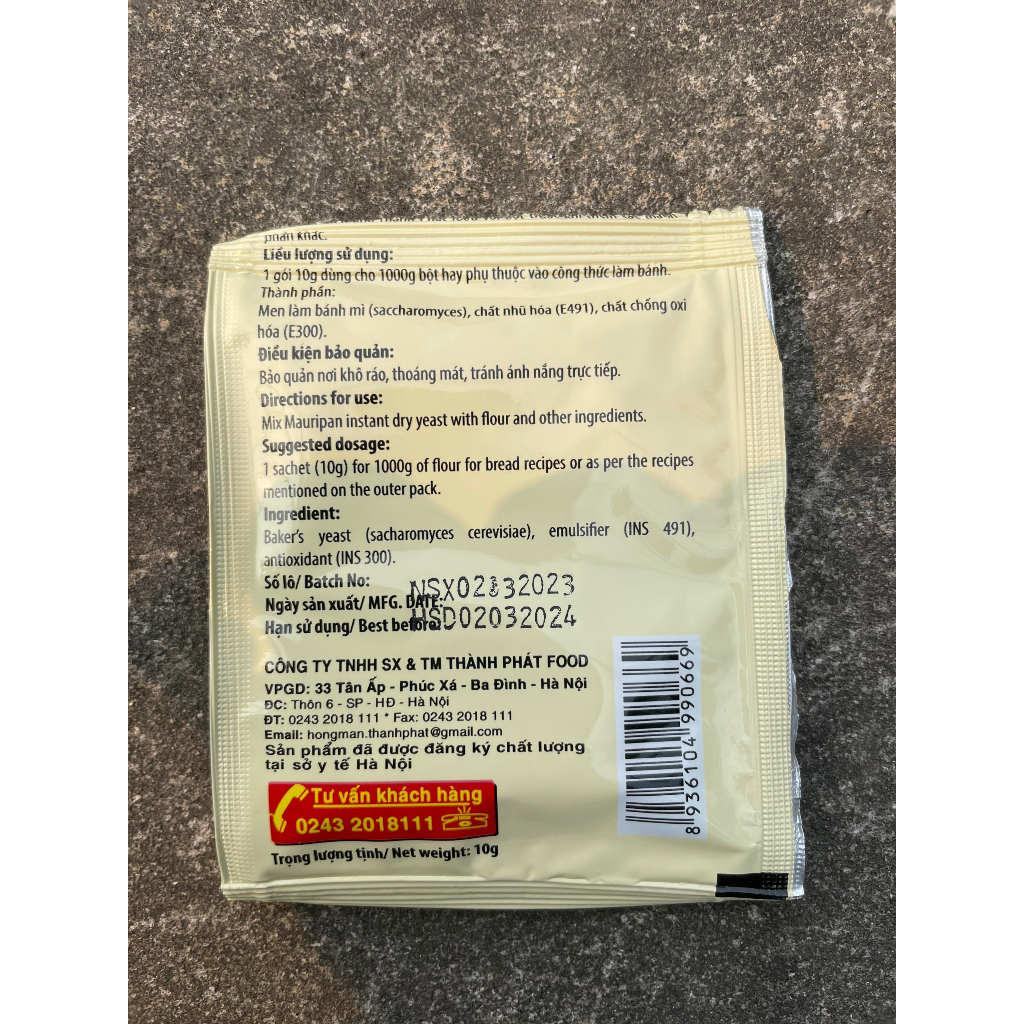 phần khác.
Liều lượng sử dụng:
1 gói 10g dùng cho 1000g bột hay phụ thuộc vào công thức làm bánh.
Thành phần:
Men làm bánh mì (saccharomyces), chất nhũ hóa (E491), chất chống oxi
hóa (E300).
Điều kiện bảo quản:
Bảo quản nơi khô ráo, thoáng mát, tránh ánh nắng trực tiếp.
Directions for use:
Mix Mauripan instant dry yeast with flour and other ingredients.
Suggested dosage:
1 sachet (10g) for 1000g of flour for bread recipes or as per the recipes
mentioned on the outer pack.
Ingredient:
Baker's yeast (sacharomyces cerevisiae), emulsifier (INS 491),
antioxidant (INS 300).
Số lô/ Batch No:
NSX02032023
Ngày sản xuất/ MFG. DATE:
HSD02032024
Hạn sử dụng/ Best before:
CÔNG TY TNHH SX & TM THÀNH PHÁT FOOD
VPGD: 33 Tân Ấp - Phúc Xá - Ba Đình - Hà Nội
ĐC: Thôn 6 - SP - HĐ - Hà Nội
ĐT: 0243 2018 111 * Fax: 0243 2018 111
Email: hongman.thanhphat@gmail.com
Sản phẩm đã được đăng ký chất lượng
tại sở y tế Hà Nội
Tư vấn khách hàng
0243 2018111
Trọng lượng tịnh/ Net weight: 10g
8 936104 990669